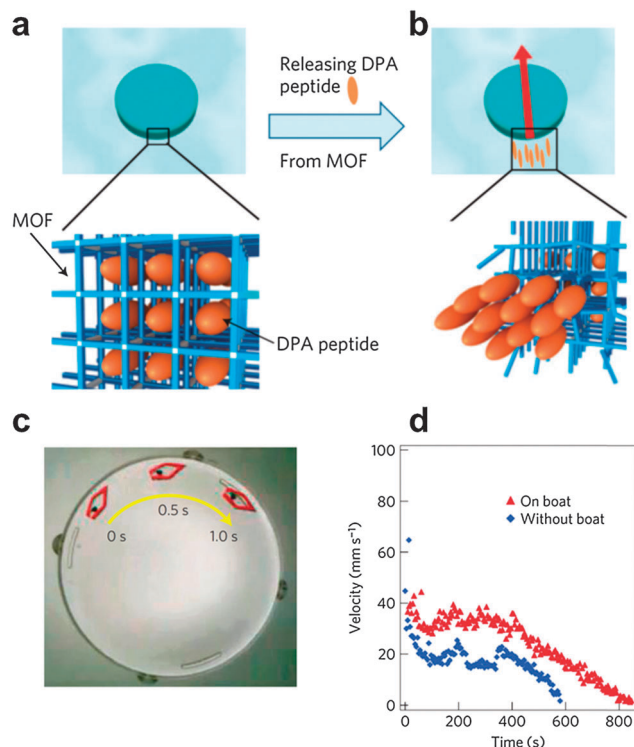 a
b
Releasing DPA
peptide
From MOF
MOF
DPA peptide
c
d
0 s
0.5 s
1.0 s
Velocity (mm s⁻¹)
100
80
60
40
20
0
On boat
Without boat
0
200
400
600
800
Time (s)